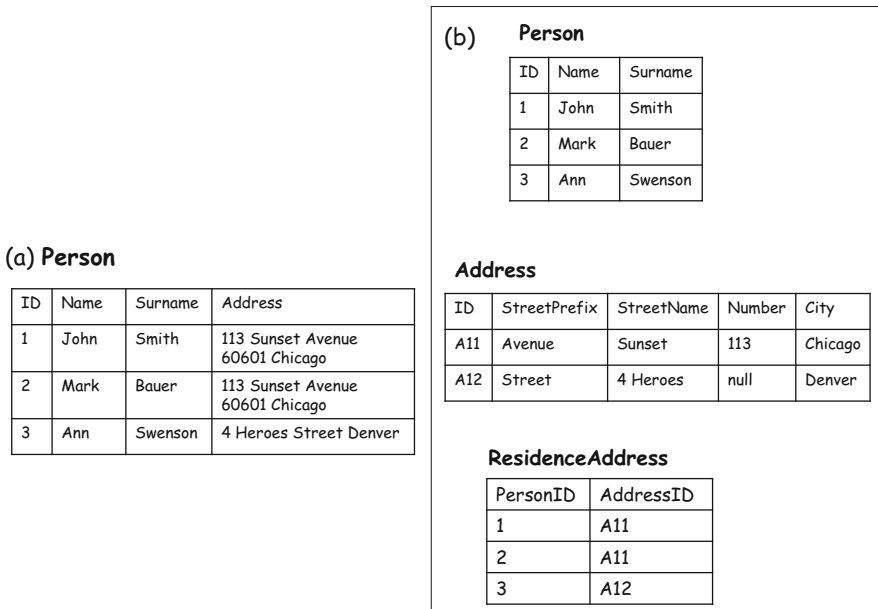 (a) Person
ID Name Surname Address
1 John Smith 113 Sunset Avenue
60601 Chicago
2 Mark Bauer 113 Sunset Avenue
60601 Chicago
3 Ann Swenson 4 Heroes Street Denver
(b) Person
ID Name Surname
1 John Smith
2 Mark Bauer
3 Ann Swenson
Address
ID StreetPrefix StreetName Number City
A11 Avenue Sunset 113 Chicago
A12 Street 4 Heroes null Denver
ResidenceAddress
PersonID AddressID
1 A11
2 A11
3 A12